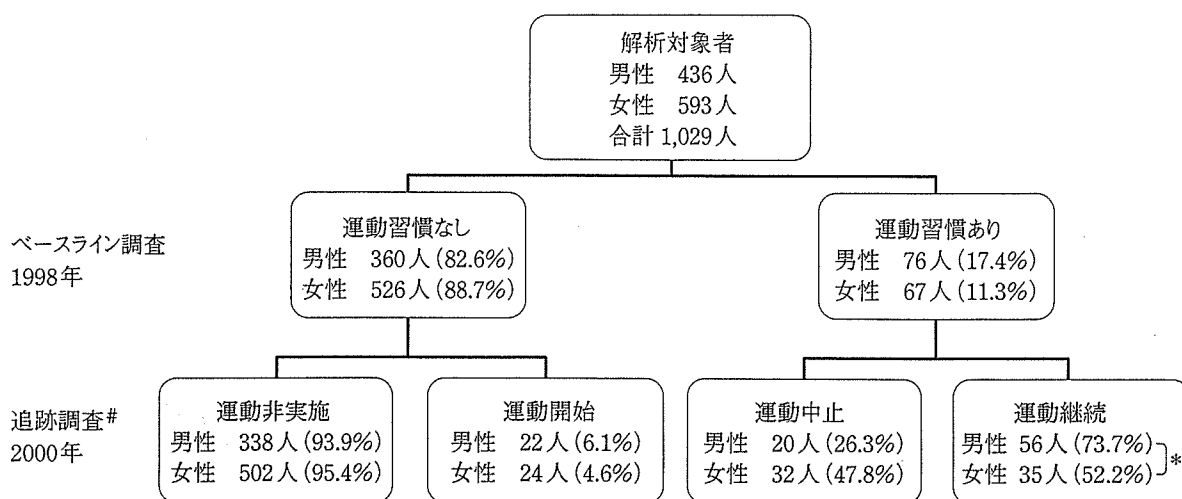 解析対象者
男性 436人
女性 593人
合計 1,029人
ベースライン調査
1998年
運動習慣なし
男性 360人(82.6%)
女性 526人(88.7%)
運動習慣あり
男性 76人(17.4%)
女性 67人(11.3%)
追跡調査#
2000年
運動非実施
男性 338人(93.9%)
女性 502人(95.4%)
運動開始
男性 22人(6.1%)
女性 24人(4.6%)
運動中止
男性 20人(26.3%)
女性 32人(47.8%)
運動継続
男性 56人(73.7%)
女性 35人(52.2%)
*